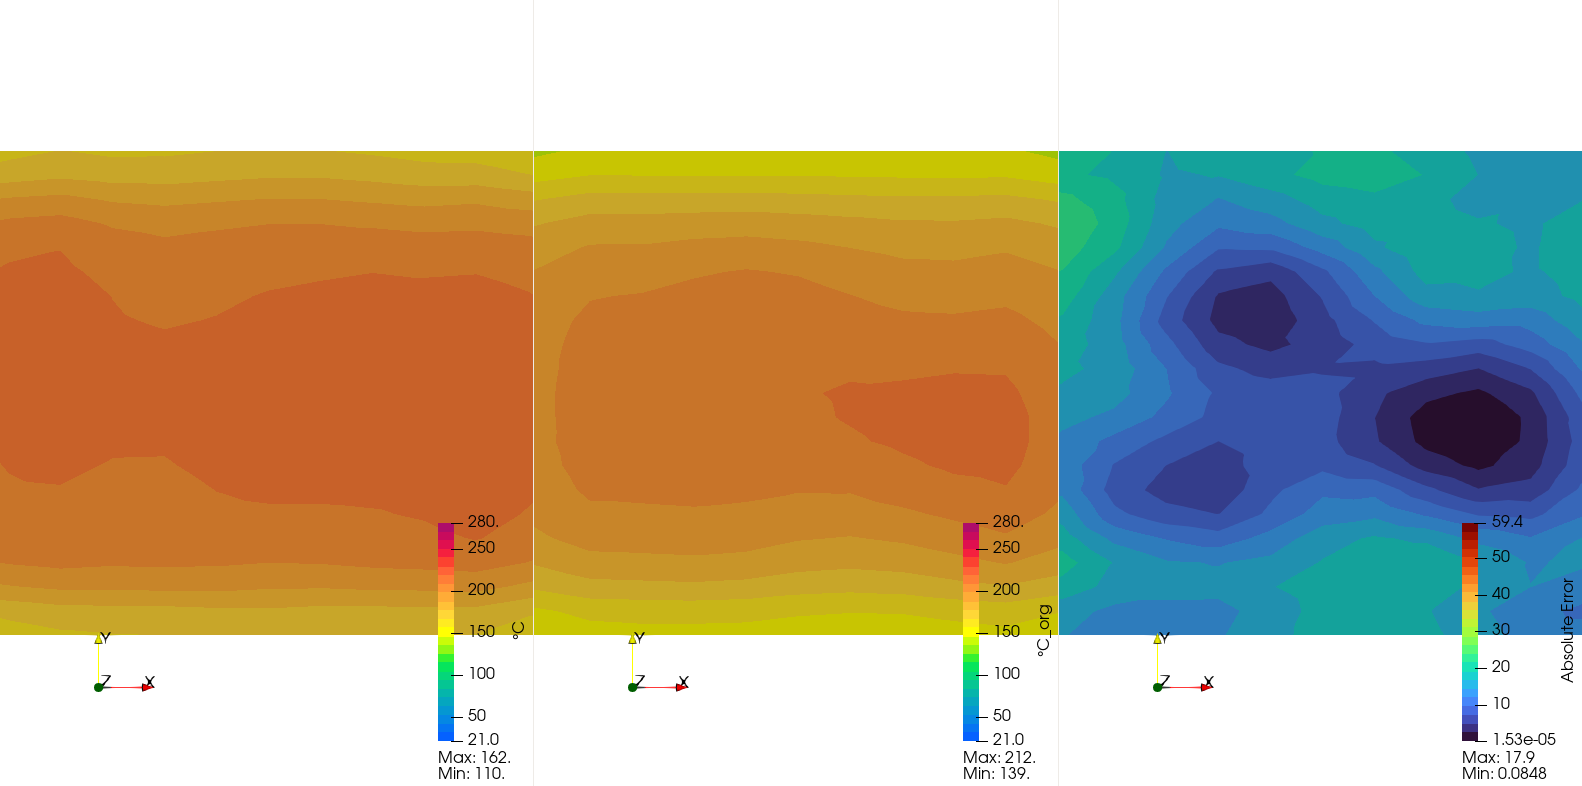 280.
250
200
150
100
50
21.0
°C
Max: 162.
Min: 110.
Y
Z
X
280.
250
200
150
100
50
21.0
°C_org
Max: 212.
Min: 139.
Y
Z
X
59.4
50
40
30
20
10
1.53e-05
Absolute Error
Max: 17.9
Min: 0.0848
Y
Z
X